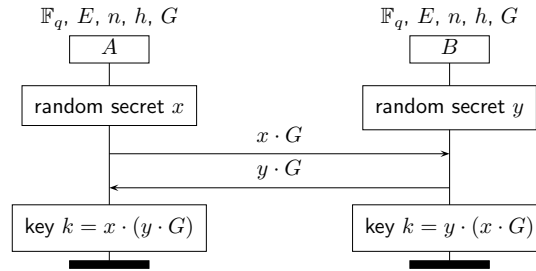 𝔽_q, E, n, h, G
𝔽_q, E, n, h, G
A
B
random secret x
random secret y
x · G
y · G
key k = x · (y · G)
key k = y · (x · G)